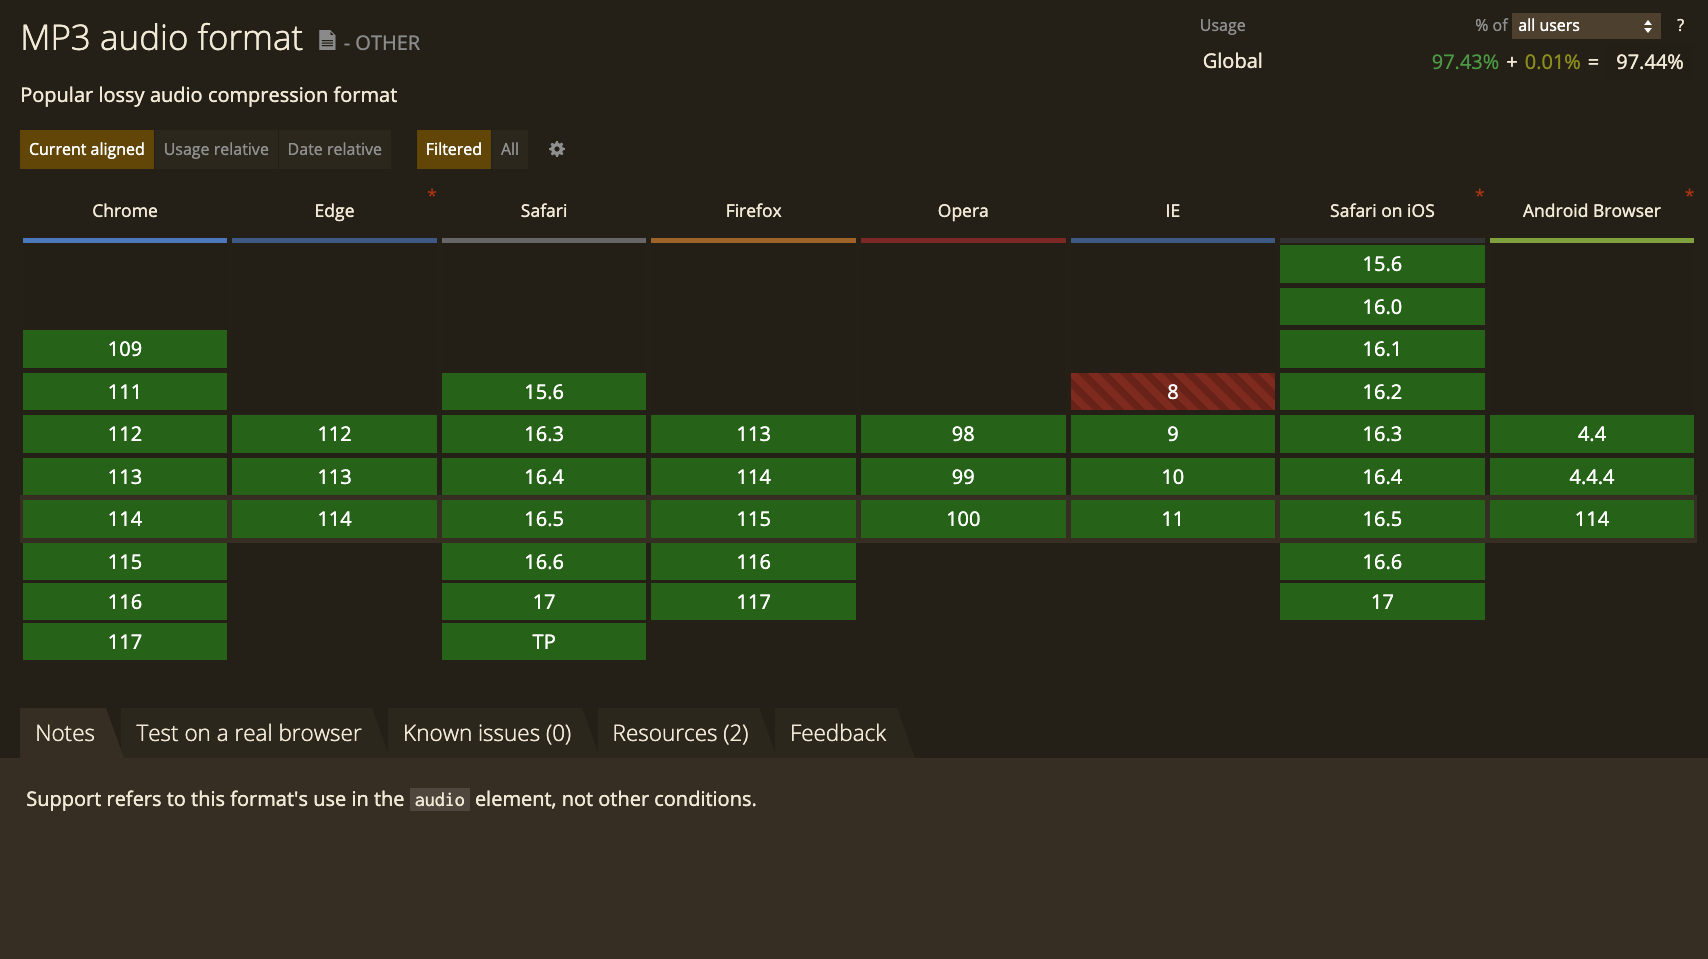 MP3 audio format - OTHER
Usage % of all users ?
Global 97.43% + 0.01% = 97.44%
Popular lossy audio compression format
Current aligned Usage relative Date relative Filtered All
* * *
Chrome Edge Safari Firefox Opera IE Safari on iOS Android Browser
15.6
16.0
109 16.1
111 15.6 8 16.2
112 112 16.3 113 98 9 16.3 4.4
113 113 16.4 114 99 10 16.4 4.4.4
114 114 16.5 115 100 11 16.5 114
115 16.6 116 16.6
116 17 117 17
117 TP
Notes Test on a real browser Known issues (0) Resources (2) Feedback
Support refers to this format's use in the audio element, not other conditions.